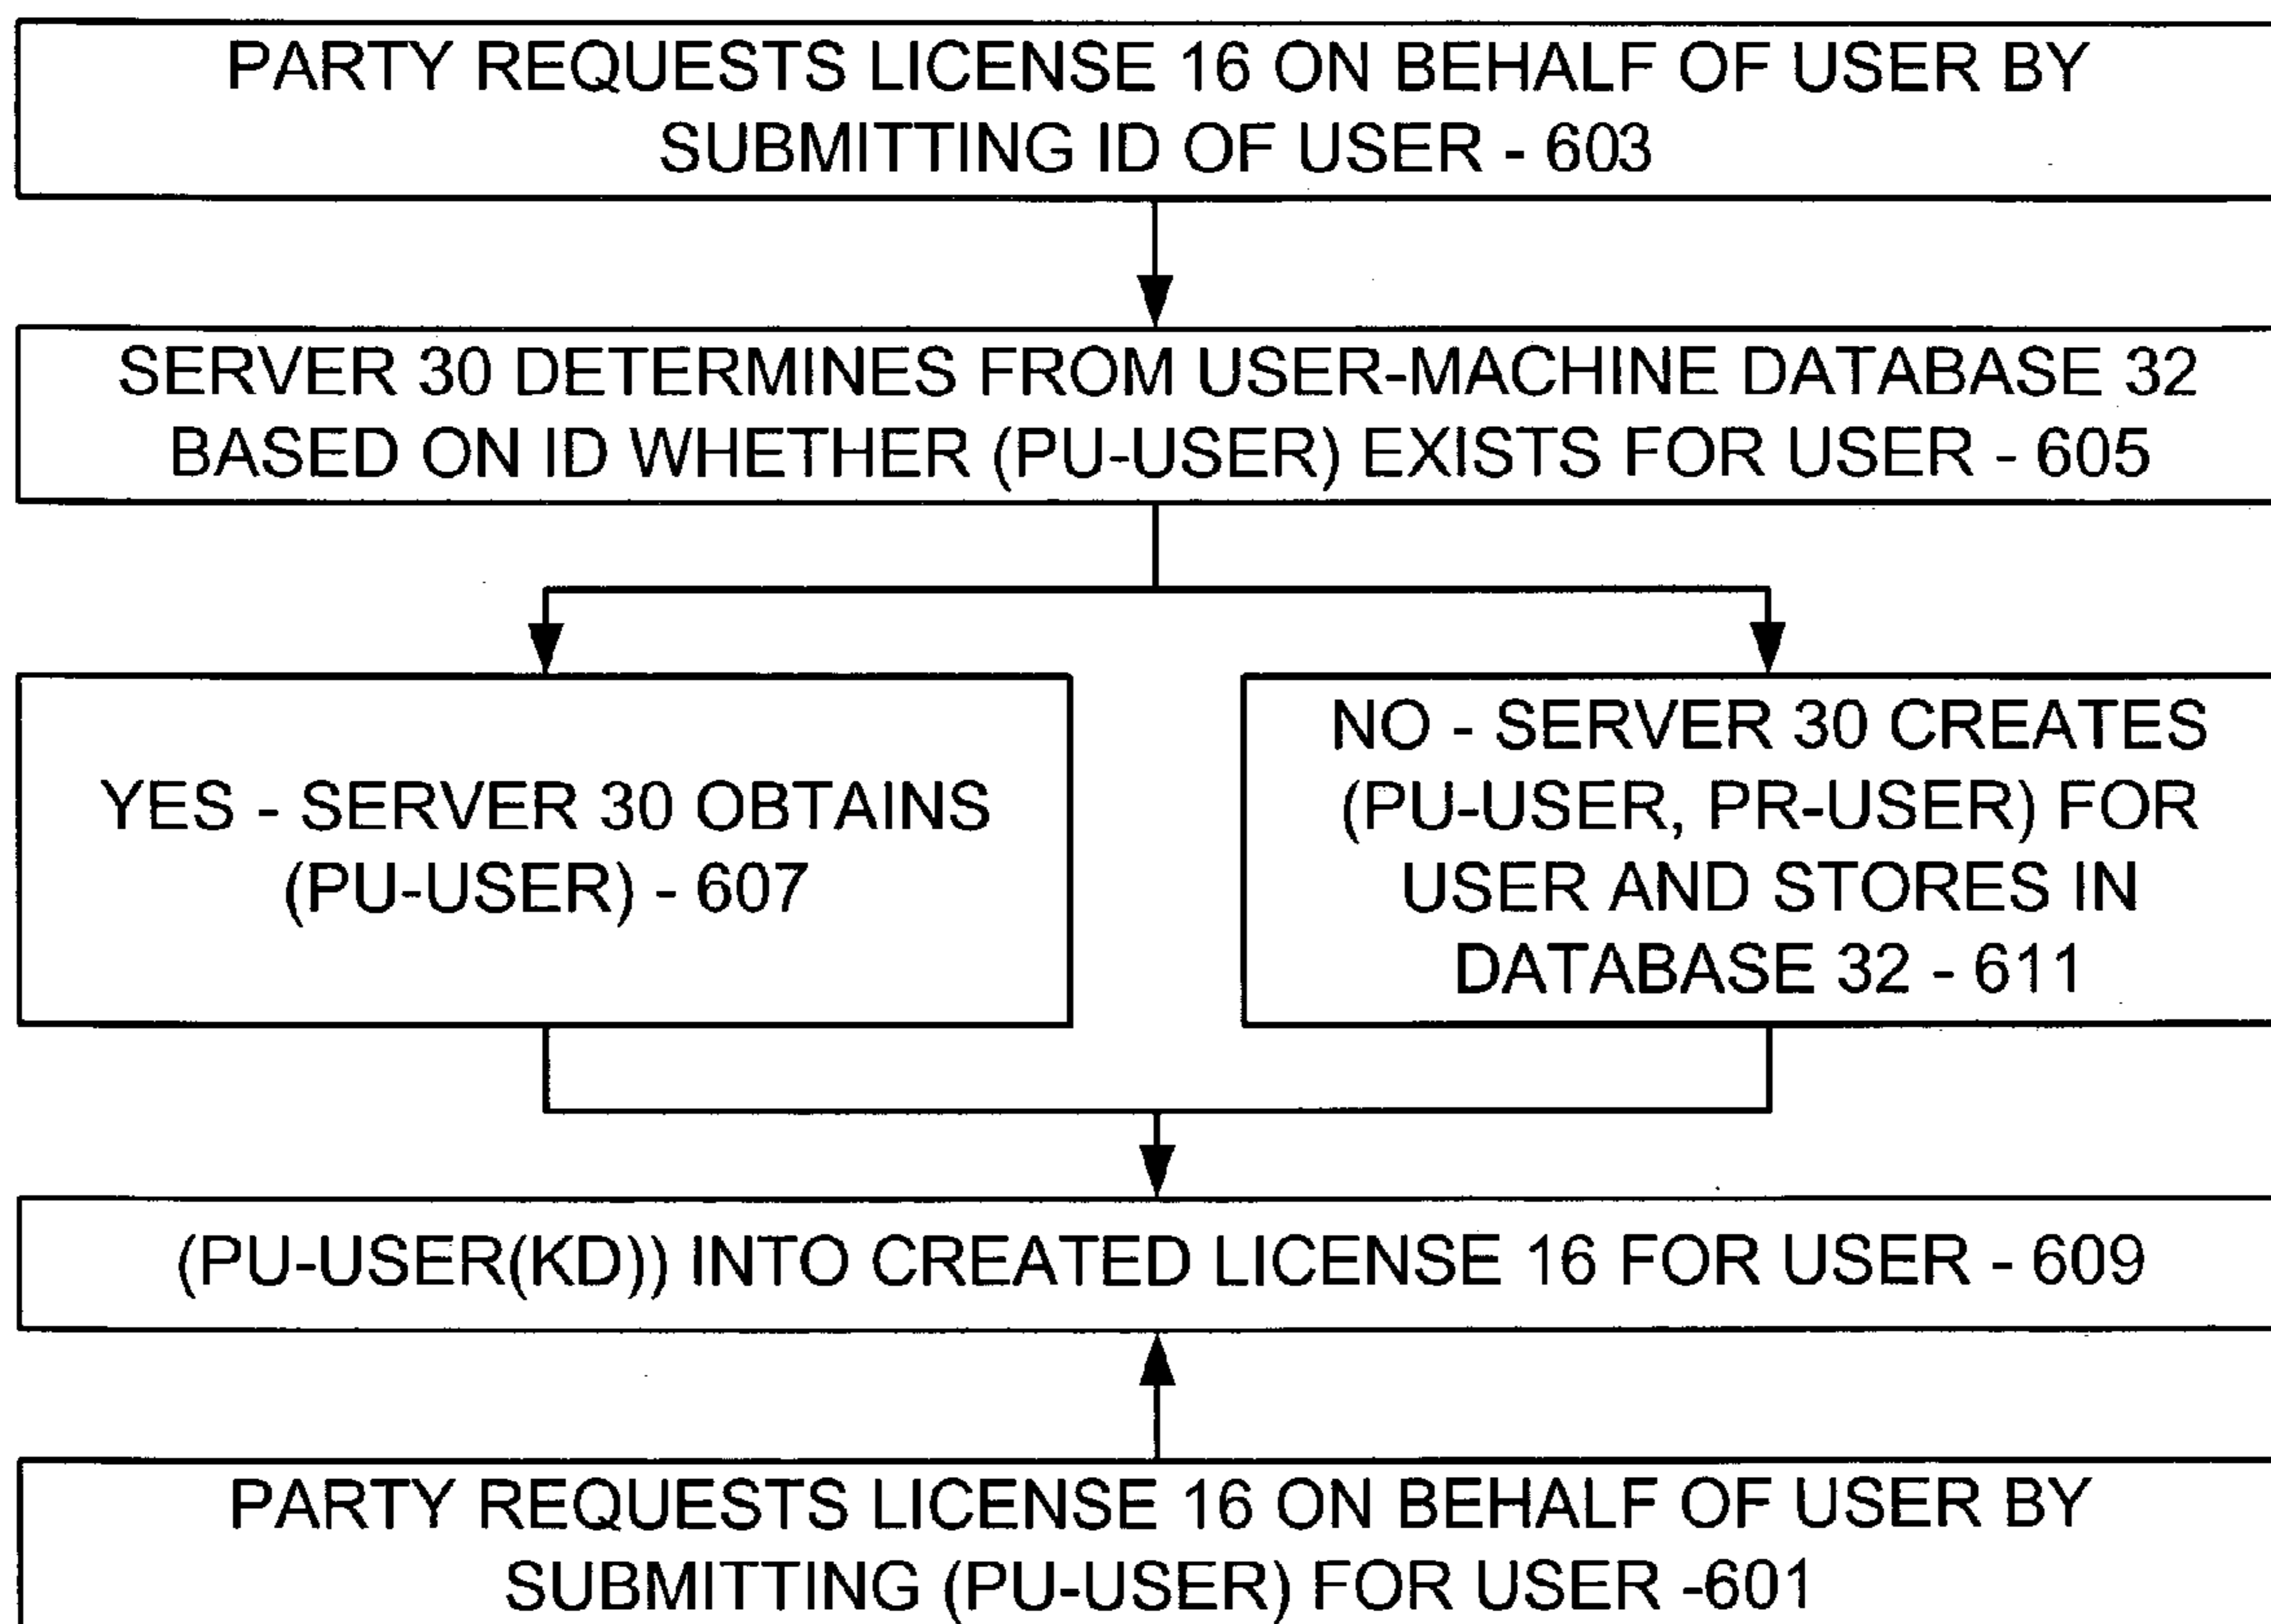 PARTY REQUESTS LICENSE 16 ON BEHALF OF USER BY
SUBMITTING ID OF USER - 603
SERVER 30 DETERMINES FROM USER-MACHINE DATABASE 32
BASED ON ID WHETHER (PU-USER) EXISTS FOR USER - 605
YES - SERVER 30 OBTAINS
(PU-USER) - 607
NO - SERVER 30 CREATES
(PU-USER, PR-USER) FOR
USER AND STORES IN
DATABASE 32 - 611
(PU-USER(KD)) INTO CREATED LICENSE 16 FOR USER - 609
PARTY REQUESTS LICENSE 16 ON BEHALF OF USER BY
SUBMITTING (PU-USER) FOR USER -601